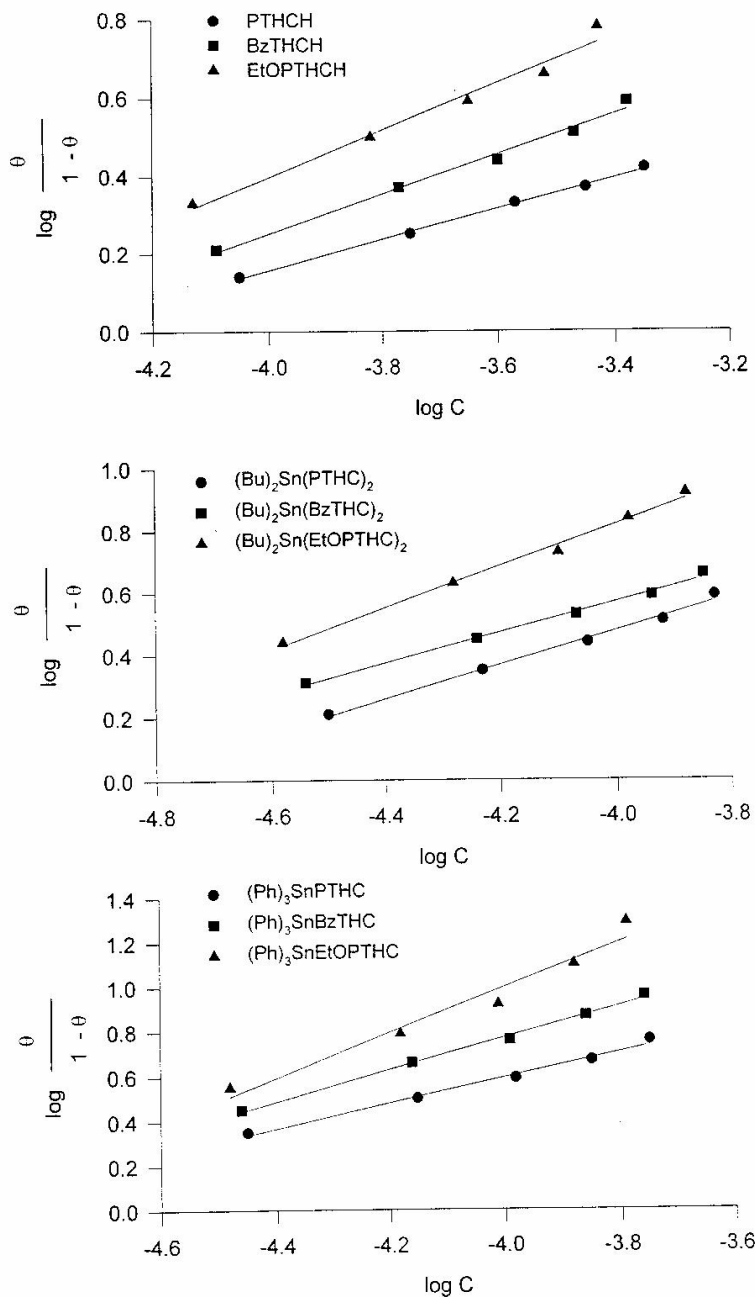 0.8
0.6
0.4
0.2
0.0
log θ / 1 - θ
PTHCH
BzTHCH
EtOPTHCH
-4.2 -4.0 -3.8 -3.6 -3.4 -3.2
log C
1.0
0.8
0.6
0.4
0.2
0.0
log θ / 1 - θ
(Bu)₂Sn(PTHC)₂
(Bu)₂Sn(BzTHC)₂
(Bu)₂Sn(EtOPTHC)₂
-4.8 -4.6 -4.4 -4.2 -4.0 -3.8
log C
1.4
1.2
1.0
0.8
0.6
0.4
0.2
0.0
log θ / 1 - θ
(Ph)₃SnPTHC
(Ph)₃SnBzTHC
(Ph)₃SnEtOPTHC
-4.6 -4.4 -4.2 -4.0 -3.8 -3.6
log C